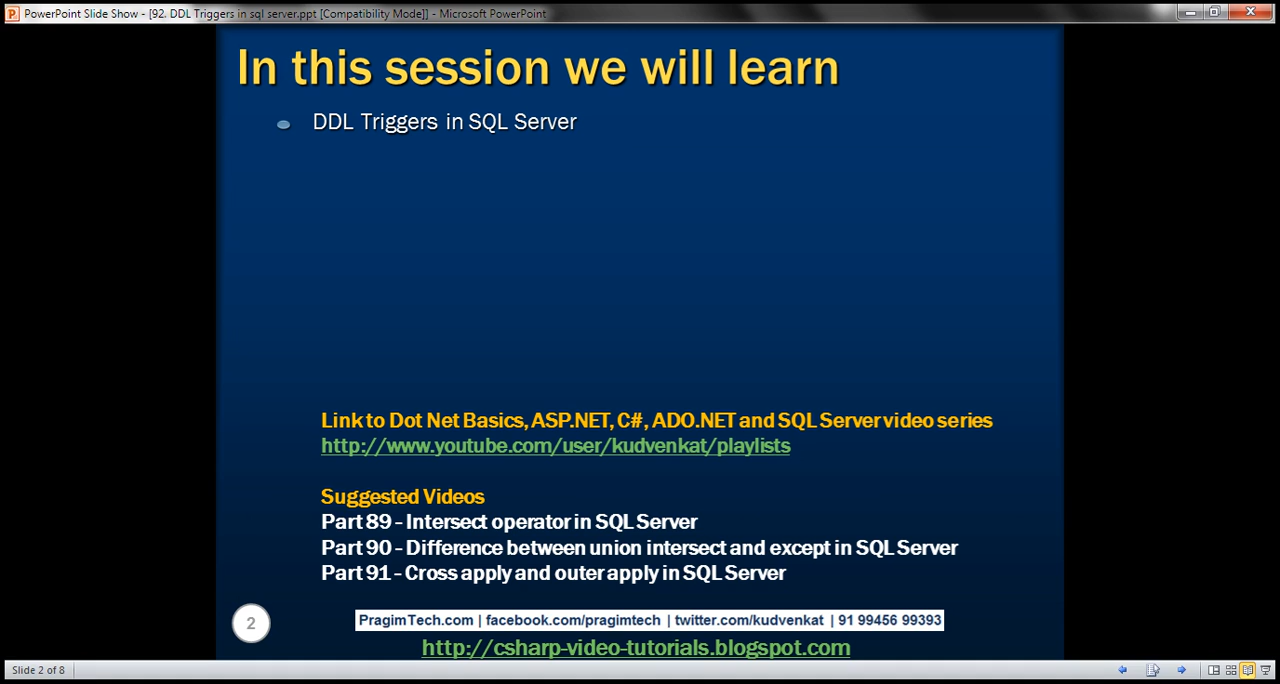 PowerPoint Slide Show - [92. DDL Triggers in sql server.ppt [Compatibility Mode]] - Microsoft PowerPoint
In this session we will learn
DDL Triggers in SQL Server
Link to Dot Net Basics, ASP.NET, C#, ADO.NET and SQL Server video series
http://www.youtube.com/user/kudvenkat/playlists
Suggested Videos
Part 89 - Intersect operator in SQL Server
Part 90 - Difference between union intersect and except in SQL Server
Part 91 - Cross apply and outer apply in SQL Server
2
PragimTech.com | facebook.com/pragimtech | twitter.com/kudvenkat | 91 99456 99393
http://csharp-video-tutorials.blogspot.com
Slide 2 of 8